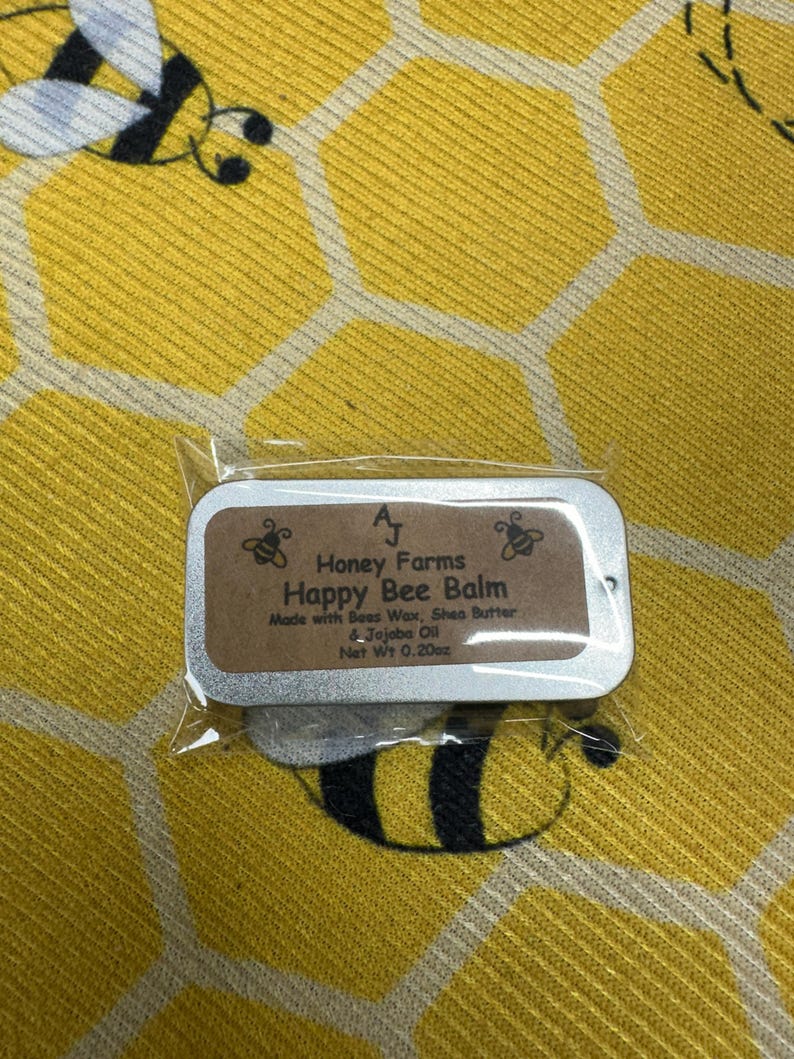 AJ
Honey Farms
Happy Bee Balm
Made with Bees Wax, Shea Butter
& Jojoba Oil
Net Wt 0.20oz